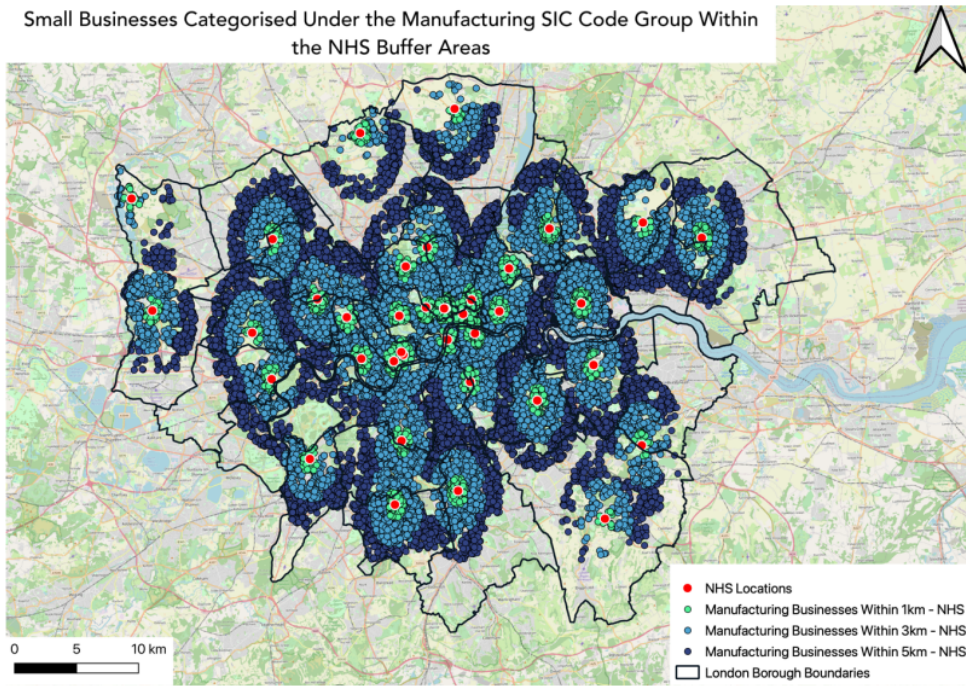 Small Businesses Categorised Under the Manufacturing SIC Code Group Within
the NHS Buffer Areas
NHS Locations
Manufacturing Businesses Within 1km - NHS
Manufacturing Businesses Within 3km - NHS
Manufacturing Businesses Within 5km - NHS
London Borough Boundaries
0 5 10 km